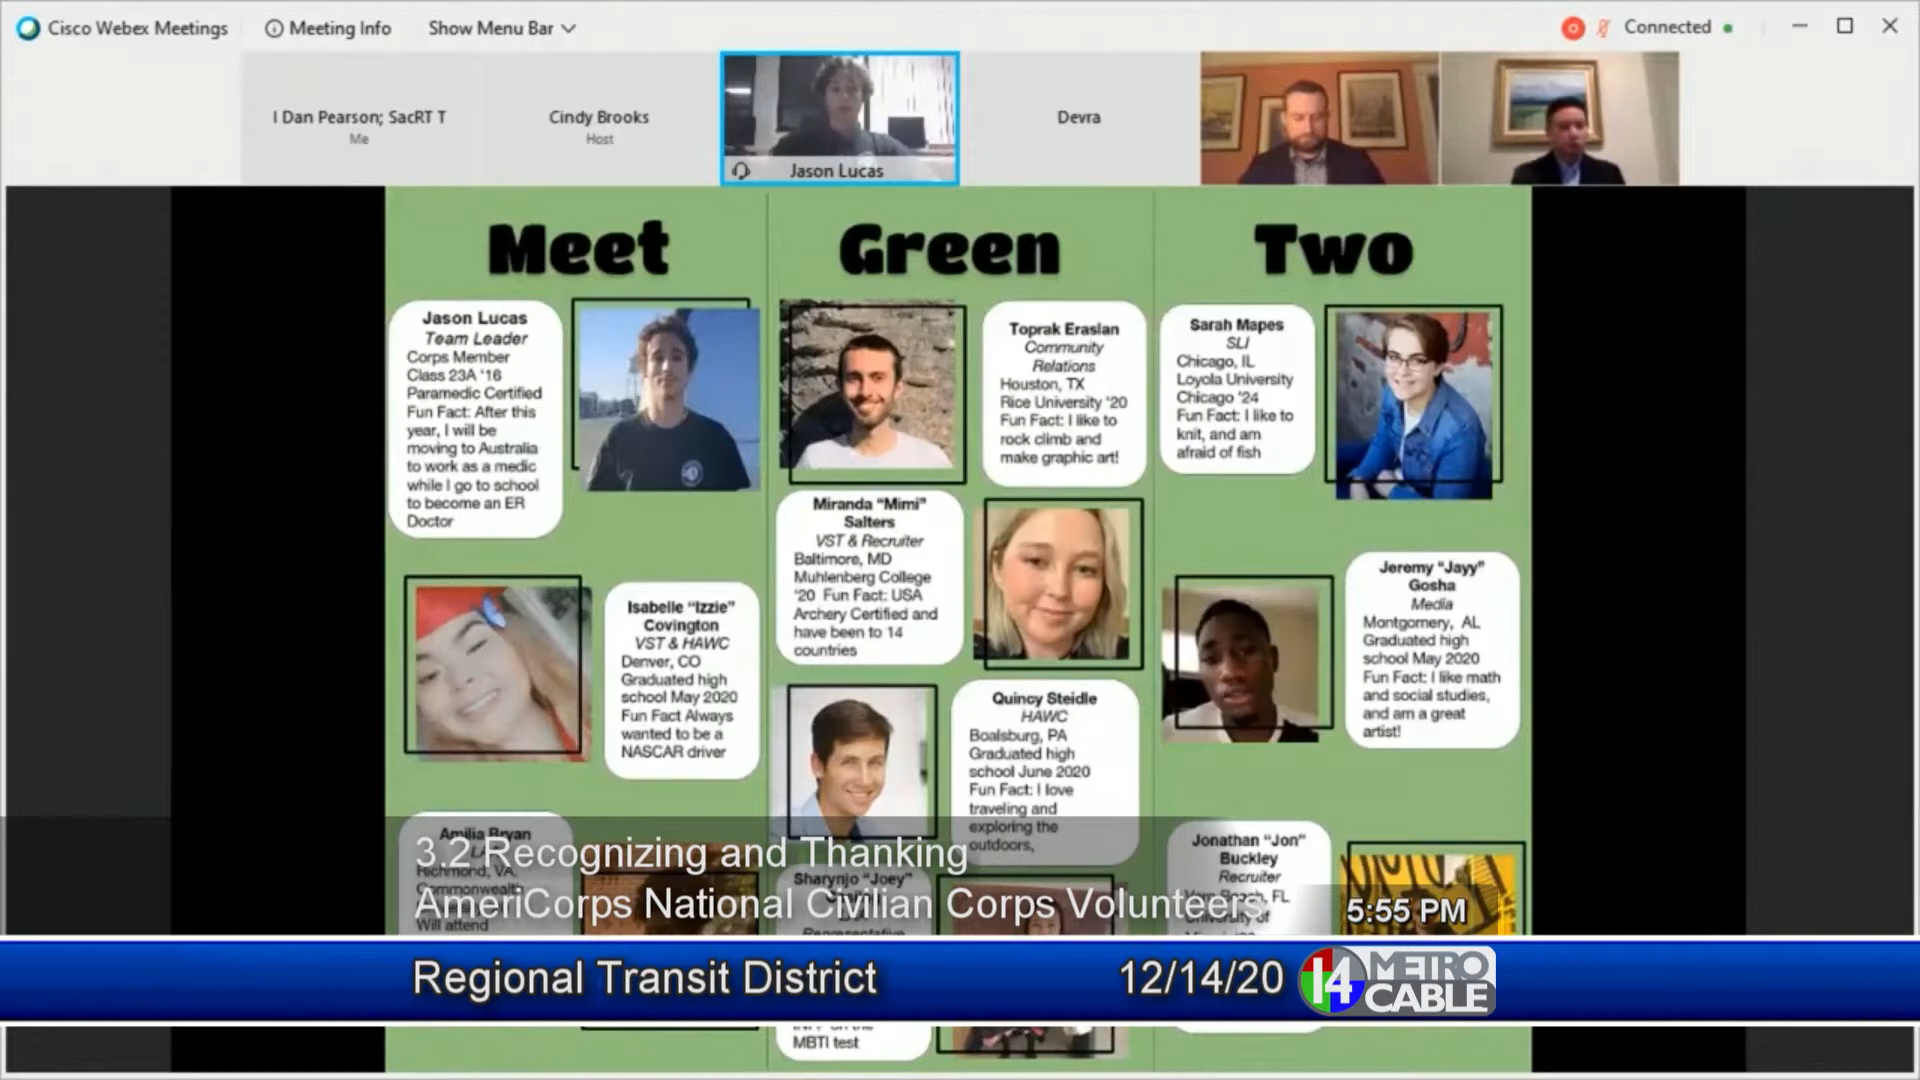 Cisco Webex Meetings
Meeting Info
Show Menu Bar
Connected
I Dan Pearson; SacRT T
Me
Cindy Brooks
Host
Jason Lucas
Devra
Meet Green Two
Jason Lucas
Team Leader
Corps Member
Class 23A '16
Paramedic Certified
Fun Fact: After this
year, I will be
moving to Australia
to work as a medic
while I go to school
to become an ER
Doctor
Isabelle "Izzie"
Covington
VST & HAWC
Denver, CO
Graduated high
school May 2020
Fun Fact Always
wanted to be a
NASCAR driver
Amilia Bryan
Richmond, VA
Commonwealth
Will attend
Toprak Eraslan
Community
Relations
Houston, TX
Rice University '20
Fun Fact: I like to
rock climb and
make graphic art!
Miranda "Mimi"
Salters
VST & Recruiter
Baltimore, MD
Muhlenberg College
'20 Fun Fact: USA
Archery Certified and
have been to 14
countries
Quincy Steidle
HAWC
Boalsburg, PA
Graduated high
school June 2020
Fun Fact: I love
traveling and
exploring the
outdoors,
Sharynjo "Joey"
Representative
MBTI test
Sarah Mapes
SLI
Chicago, IL
Loyola University
Chicago '24
Fun Fact: I like to
knit, and am
afraid of fish
Jeremy "Jayy"
Gosha
Media
Montgomery, AL
Graduated high
school May 2020
Fun Fact: I like math
and social studies,
and am a great
artist!
Jonathan "Jon"
Buckley
Recruiter
FL
3.2 Recognizing and Thanking
AmeriCorps National Civilian Corps Volunteers
5:55 PM
Regional Transit District
12/14/20
14 METRO
CABLE